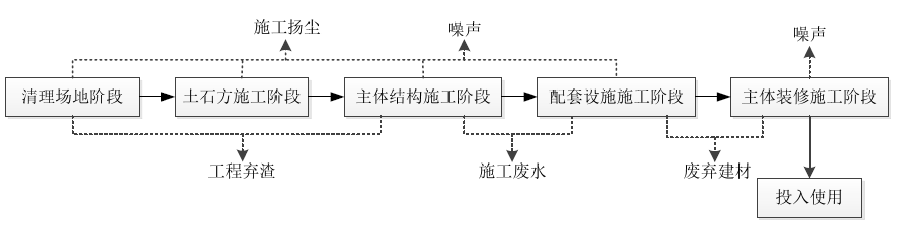 施工扬尘
噪声
噪声
清理场地阶段
土石方施工阶段
主体结构施工阶段
配套设施施工阶段
主体装修施工阶段
工程弃渣
施工废水
废弃建材
投入使用